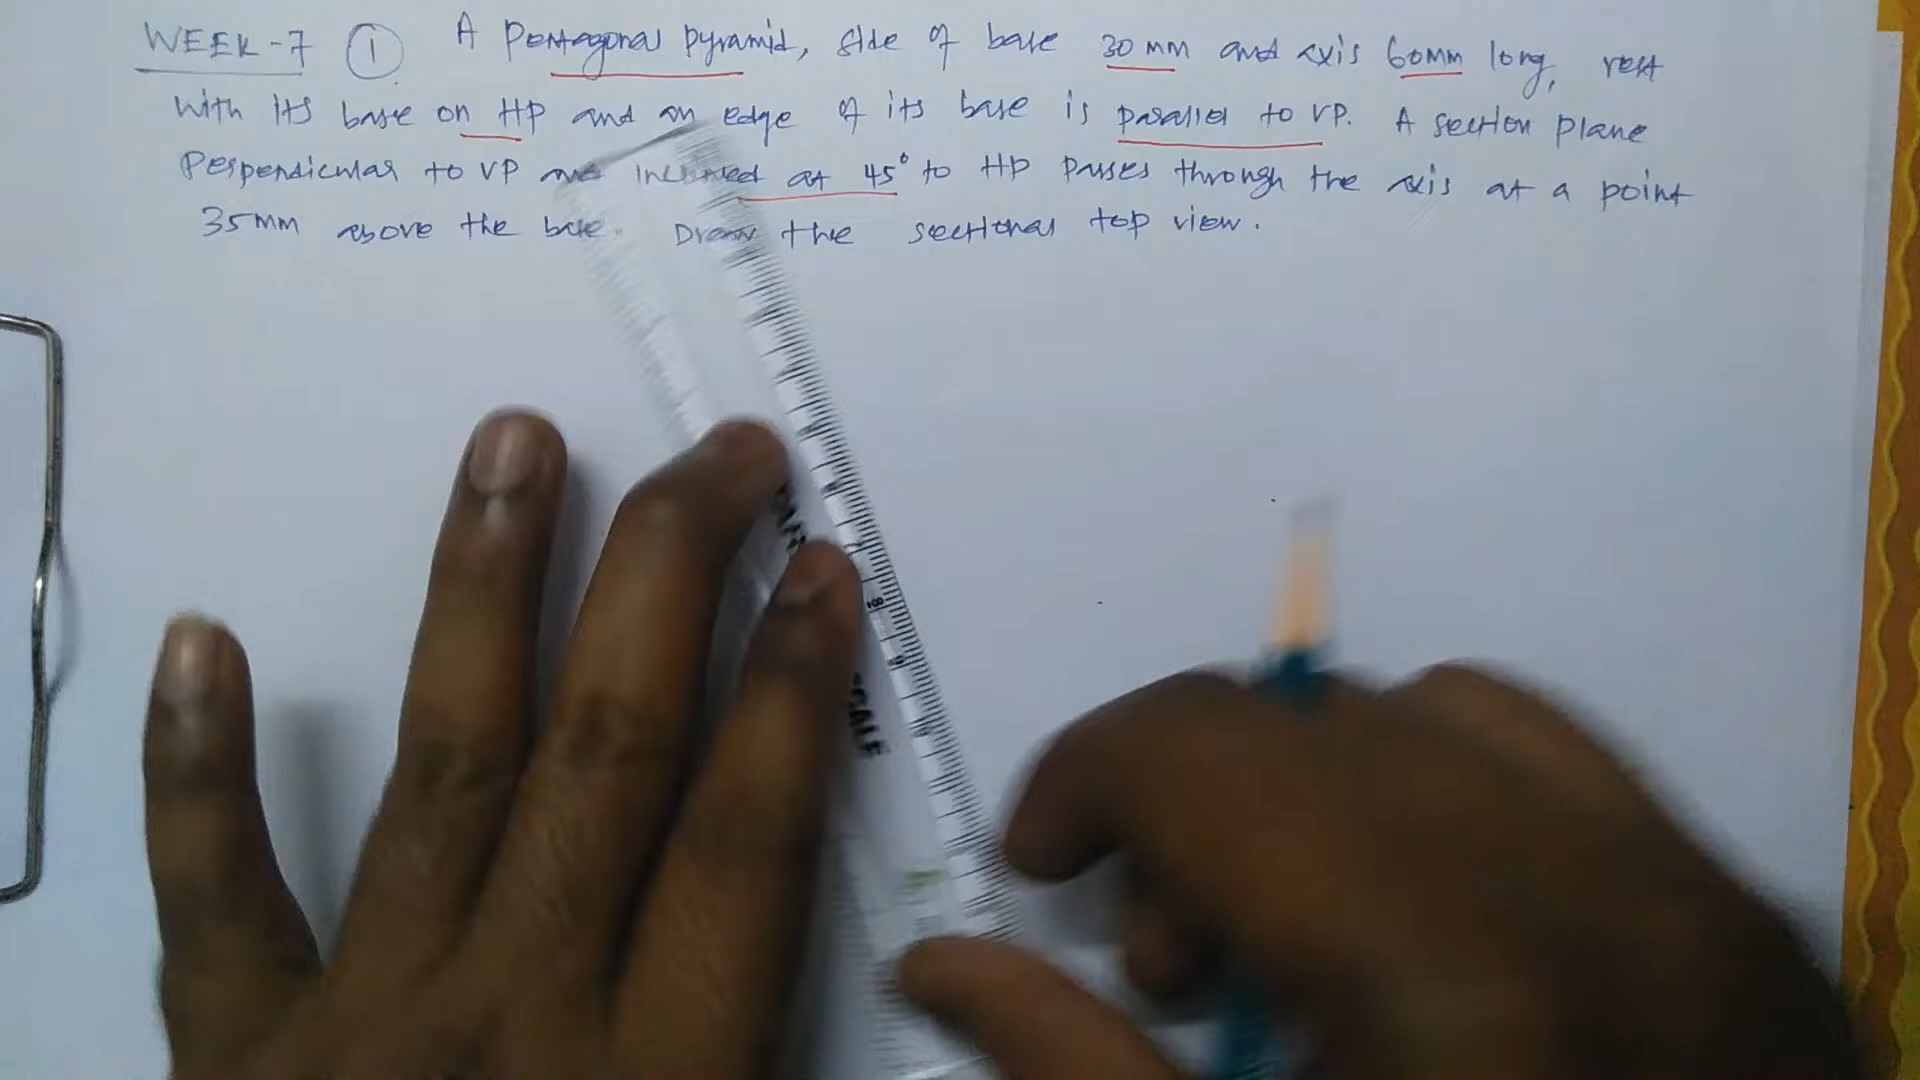 WEEK-7 ① A Pentagonal pyramid, side of base 30 mm and axis 60mm long, rest
with its base on HP and an edge of its base is parallel to VP. A section plane
Perpendicular to VP and inclined at 45° to HP passes through the axis at a point
35mm above the base. Draw the sectional top view.
SCALE